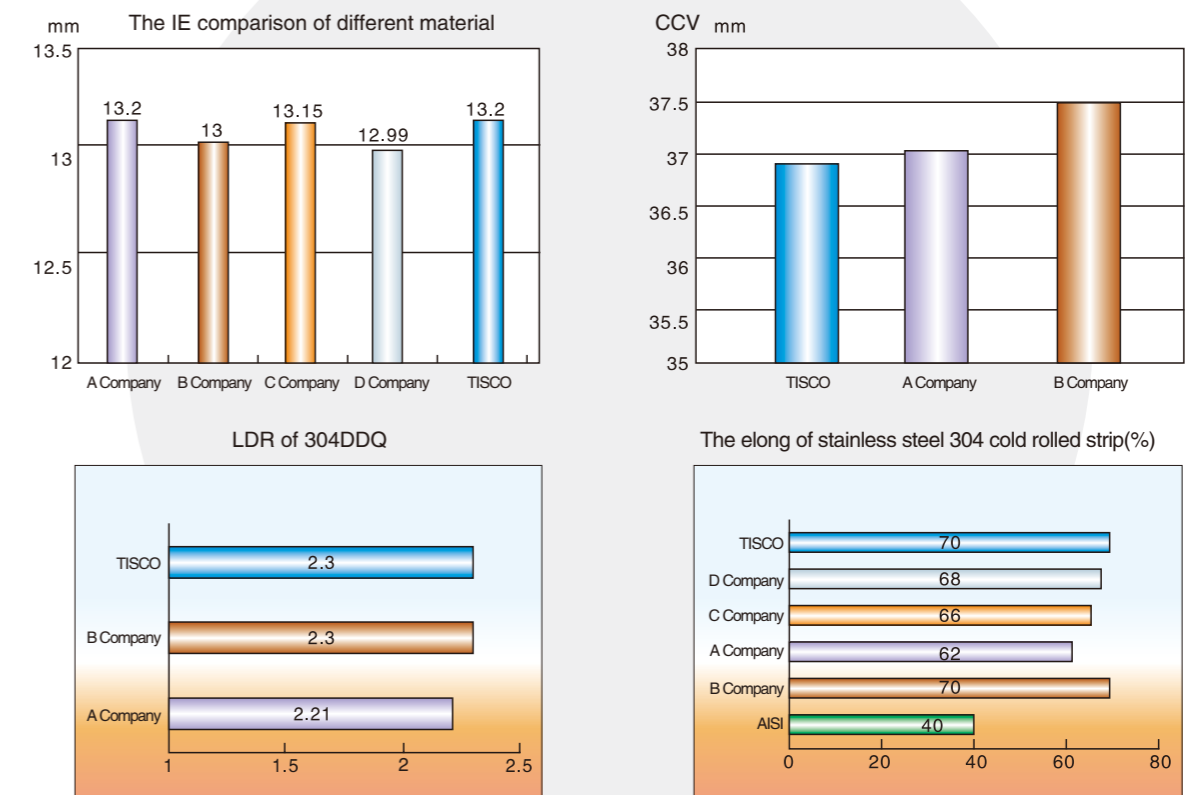 mm The IE comparison of different material
13.5
13
12.5
12
13.2
13
13.15
12.99
13.2
A Company B Company C Company D Company TISCO
CCV mm
38
37.5
37
36.5
36
35.5
35
TISCO A Company B Company
LDR of 304DDQ
TISCO 2.3
B Company 2.3
A Company 2.21
1 1.5 2 2.5
The elong of stainless steel 304 cold rolled strip(%)
TISCO 70
D Company 68
C Company 66
A Company 62
B Company 70
AISI 40
0 20 40 60 80